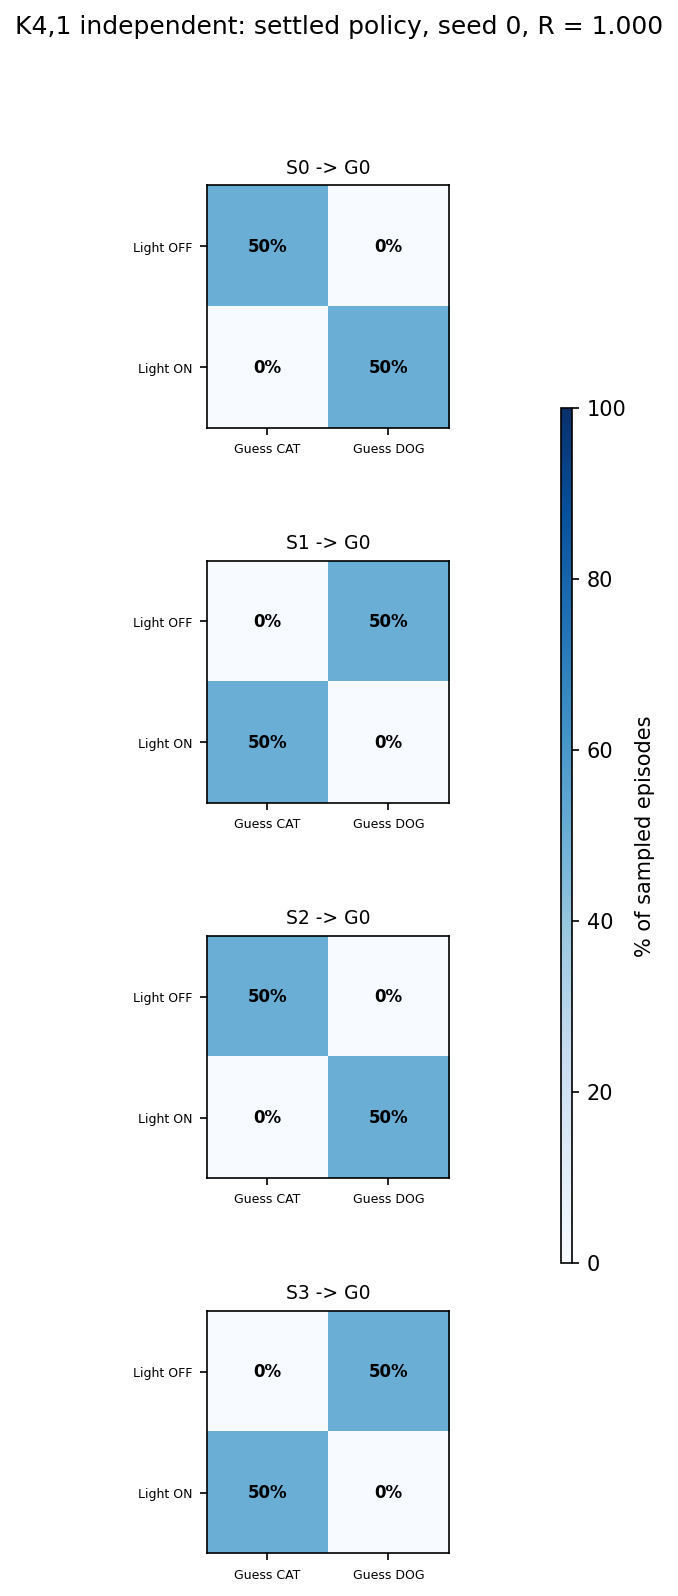 K4,1 independent: settled policy, seed 0, R = 1.000
S0 -> G0
Light OFF
50%
0%
Light ON
0%
50%
Guess CAT
Guess DOG
S1 -> G0
Light OFF
0%
50%
Light ON
50%
0%
Guess CAT
Guess DOG
S2 -> G0
Light OFF
50%
0%
Light ON
0%
50%
Guess CAT
Guess DOG
S3 -> G0
Light OFF
0%
50%
Light ON
50%
0%
Guess CAT
Guess DOG
100
80
60
40
20
0
% of sampled episodes